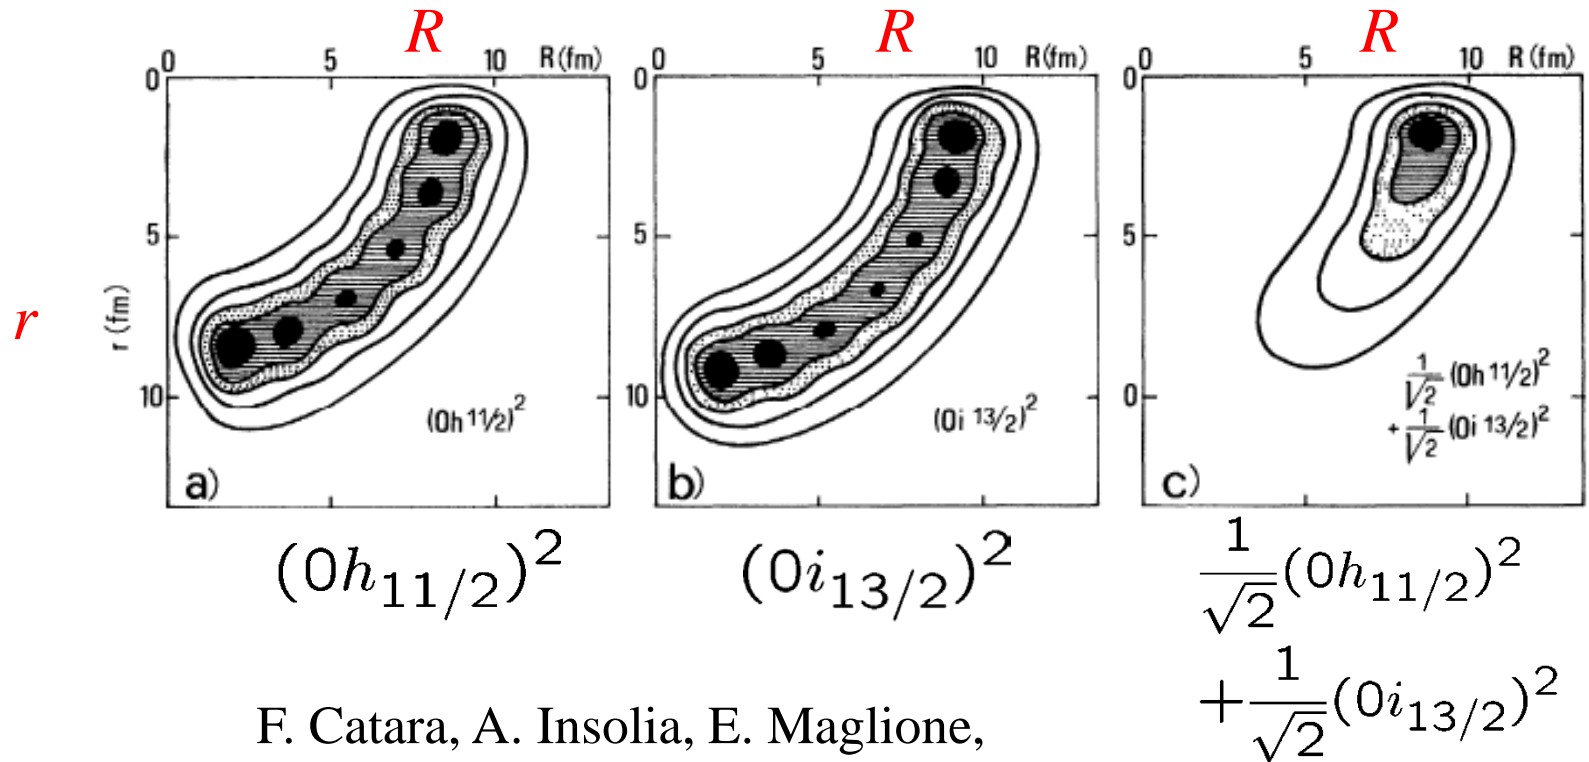 R R R
0 5 10 R (fm) 0 5 10 R (fm) 0 5 10 R (fm)
0 0 0
5 5 5
r r (fm)
10 10 0
(0h 11/2)² (0i 13/2)² 1/√2 (0h 11/2)²
+ 1/√2 (0i 13/2)²
a) b) c)
(0h₁₁/₂)² (0i₁₃/₂)² 1/√2 (0h₁₁/₂)²
+ 1/√2 (0i₁₃/₂)²
F. Catara, A. Insolia, E. Maglione,